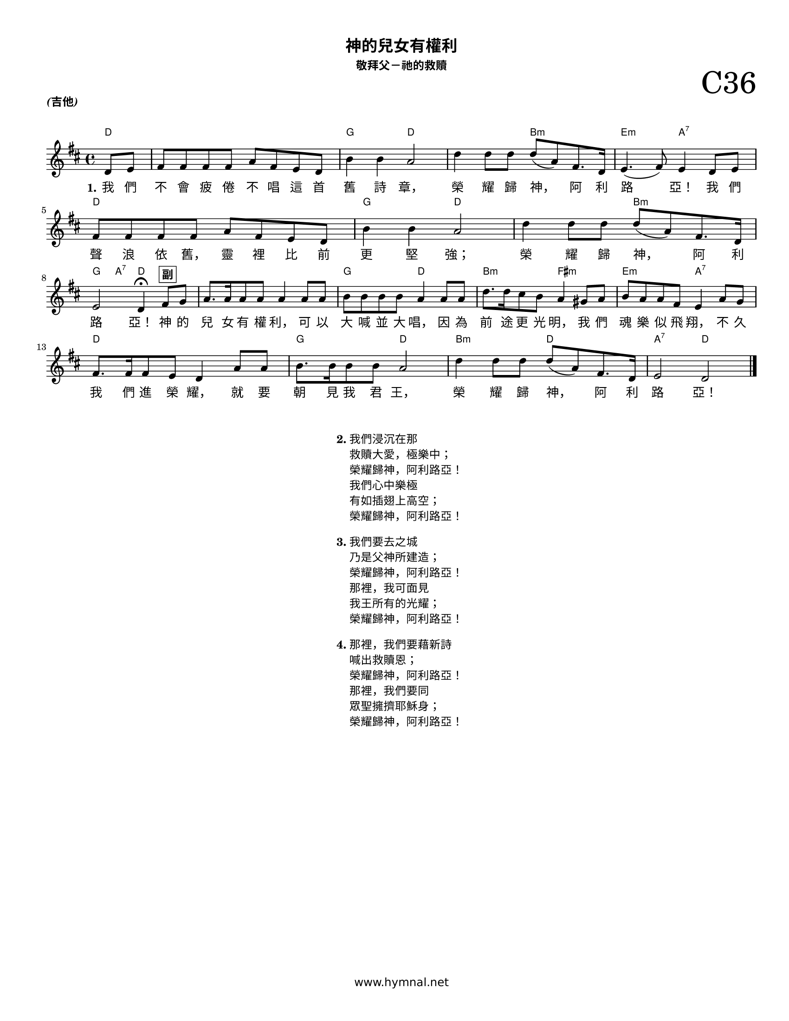 神的兒女有權利
敬拜父－祂的救贖
C36
(吉他)
D G D Bm Em A7
1. 我 們 不 會 疲 倦 不 唱 這 首 舊 詩 章， 榮 耀 歸 神， 阿 利 路 亞！ 我 們
5 D G D Bm
聲 浪 依 舊， 靈 裡 比 前 更 堅 強； 榮 耀 歸 神， 阿 利
8 G A7 D 副 G D Bm F#m Em A7
路 亞！ 神 的 兒 女 有 權 利， 可 以 大 喊 並 大 唱， 因 為 前 途 更 光 明， 我 們 魂 樂 似 飛 翔， 不 久
13 D G D Bm D A7 D
我 們 進 榮 耀， 就 要 朝 見 我 君 王， 榮 耀 歸 神， 阿 利 路 亞！
2. 我們浸沉在那
救贖大愛，極樂中；
榮耀歸神，阿利路亞！
我們心中樂極
有如插翅上高空；
榮耀歸神，阿利路亞！
3. 我們要去之城
乃是父神所建造；
榮耀歸神，阿利路亞！
那裡，我可面見
我王所有的光耀；
榮耀歸神，阿利路亞！
4. 那裡，我們要藉新詩
喊出救贖恩；
榮耀歸神，阿利路亞！
那裡，我們要同
眾聖擁擠耶穌身；
榮耀歸神，阿利路亞！
www.hymnal.net